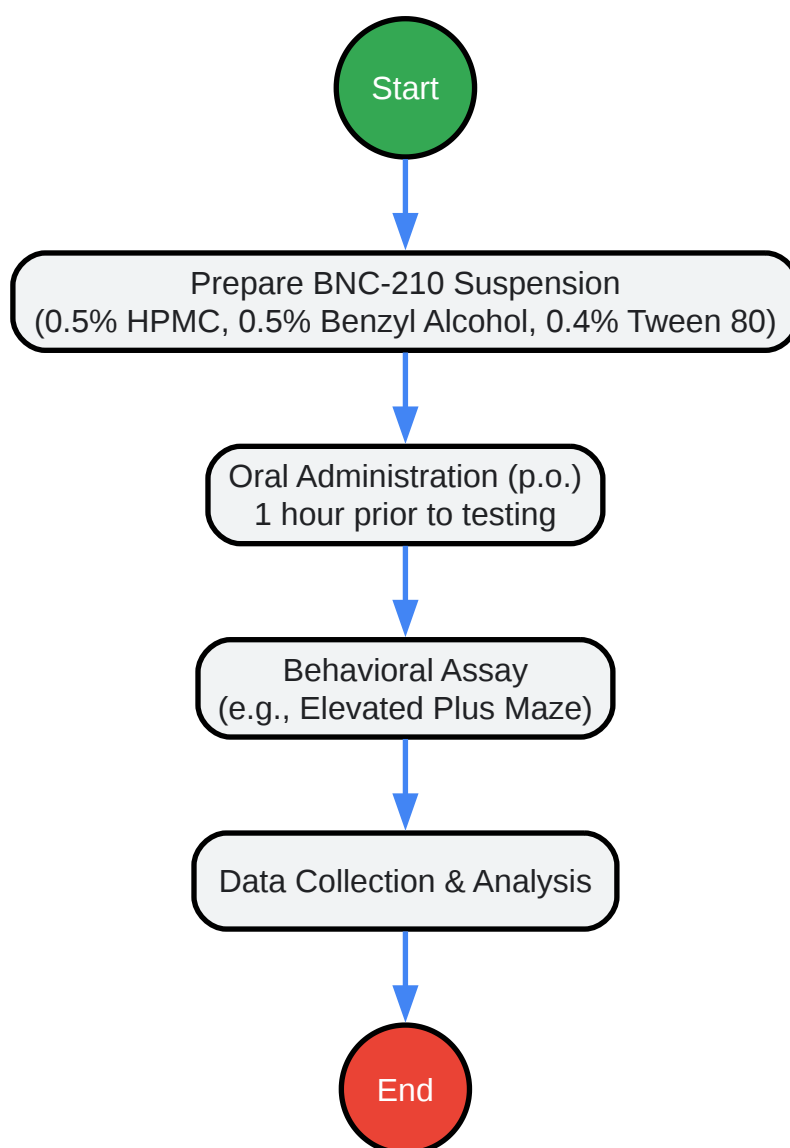 Start
Prepare BNC-210 Suspension
(0.5% HPMC, 0.5% Benzyl Alcohol, 0.4% Tween 80)
Oral Administration (p.o.)
1 hour prior to testing
Behavioral Assay
(e.g., Elevated Plus Maze)
Data Collection & Analysis
End